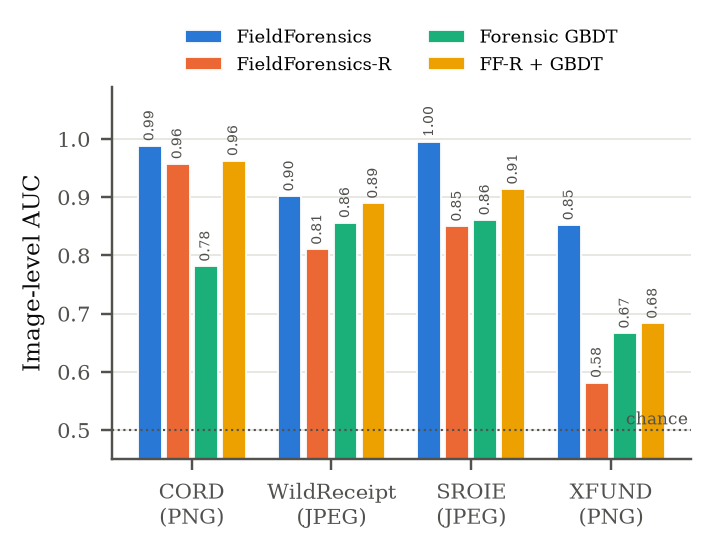 FieldForensics
FieldForensics-R
Forensic GBDT
FF-R + GBDT
Image-level AUC
1.0
0.9
0.8
0.7
0.6
0.5
0.99
0.96
0.78
0.96
0.90
0.81
0.86
0.89
1.00
0.85
0.86
0.91
0.85
0.58
0.67
0.68
chance
CORD
(PNG)
WildReceipt
(JPEG)
SROIE
(JPEG)
XFUND
(PNG)